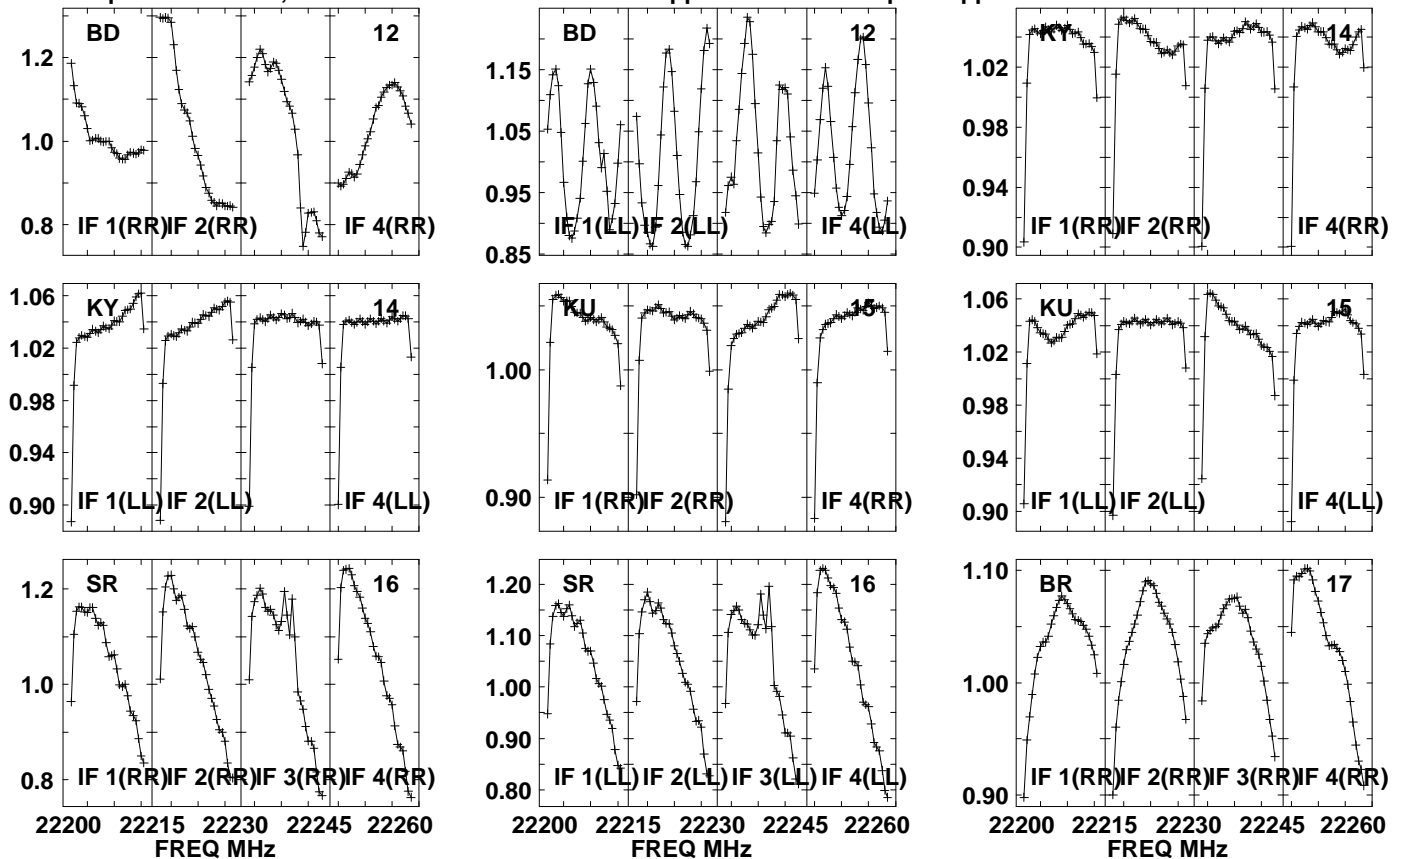 BD 12 BD 12 KY 14
1.2 1.15 1.02
1.0 1.05 0.98
0.95 0.94
0.8 IF 1(RR) IF 2(RR) IF 4(RR) 0.85 IF 1(LL) IF 2(LL) IF 4(LL) 0.90 IF 1(RR) IF 2(RR) IF 4(RR)
1.06 KY 14 KU 15 1.06 KU 15
1.02 1.00 1.02
0.98 0.98
0.94 0.94
0.90 IF 1(LL) IF 2(LL) IF 4(LL) 0.90 IF 1(RR) IF 2(RR) IF 4(RR) 0.90 IF 1(LL) IF 2(LL) IF 4(LL)
1.2 SR 16 1.20 SR 16 1.10 BR 17
1.10
1.0 1.00 1.00
0.90
0.8 IF 1(RR) IF 2(RR) IF 3(RR) IF 4(RR) 0.80 IF 1(LL) IF 2(LL) IF 3(LL) IF 4(LL) 0.90 IF 1(RR) IF 2(RR) IF 3(RR) IF 4(RR)
22200 22215 22230 22245 22260 22200 22215 22230 22245 22260 22200 22215 22230 22245 22260
FREQ MHz FREQ MHz FREQ MHz